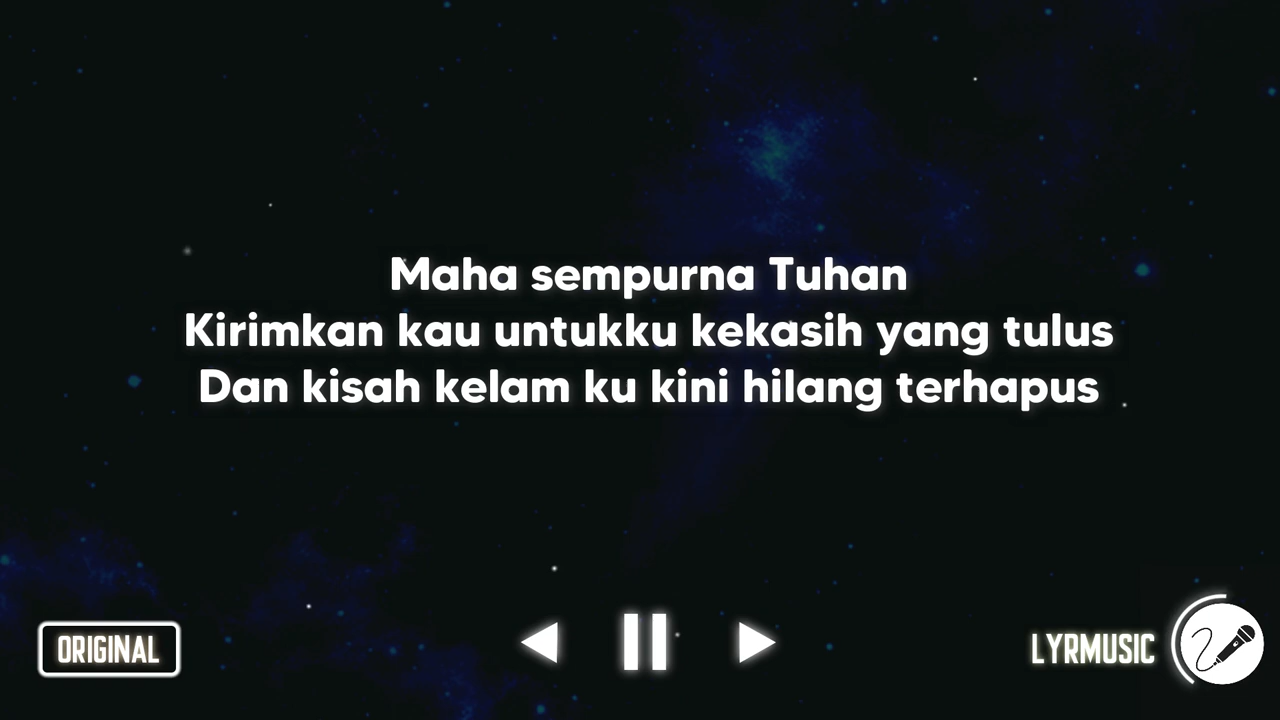 Maha sempurna Tuhan
Kirimkan kau untukku kekasih yang tulus
Dan kisah kelam ku kini hilang terhapus
ORIGINAL
LYRMUSIC